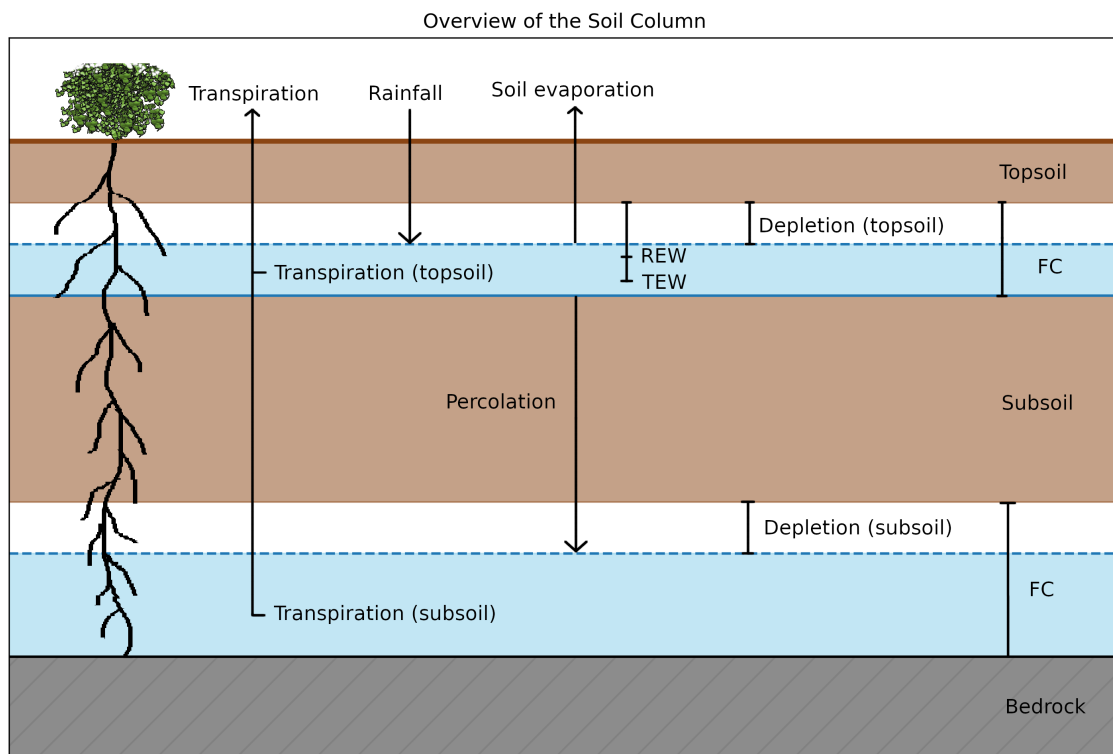 Overview of the Soil Column
Transpiration
Rainfall
Soil evaporation
Topsoil
Depletion (topsoil)
REW
FC
Transpiration (topsoil)
TEW
Percolation
Subsoil
Depletion (subsoil)
FC
Transpiration (subsoil)
Bedrock